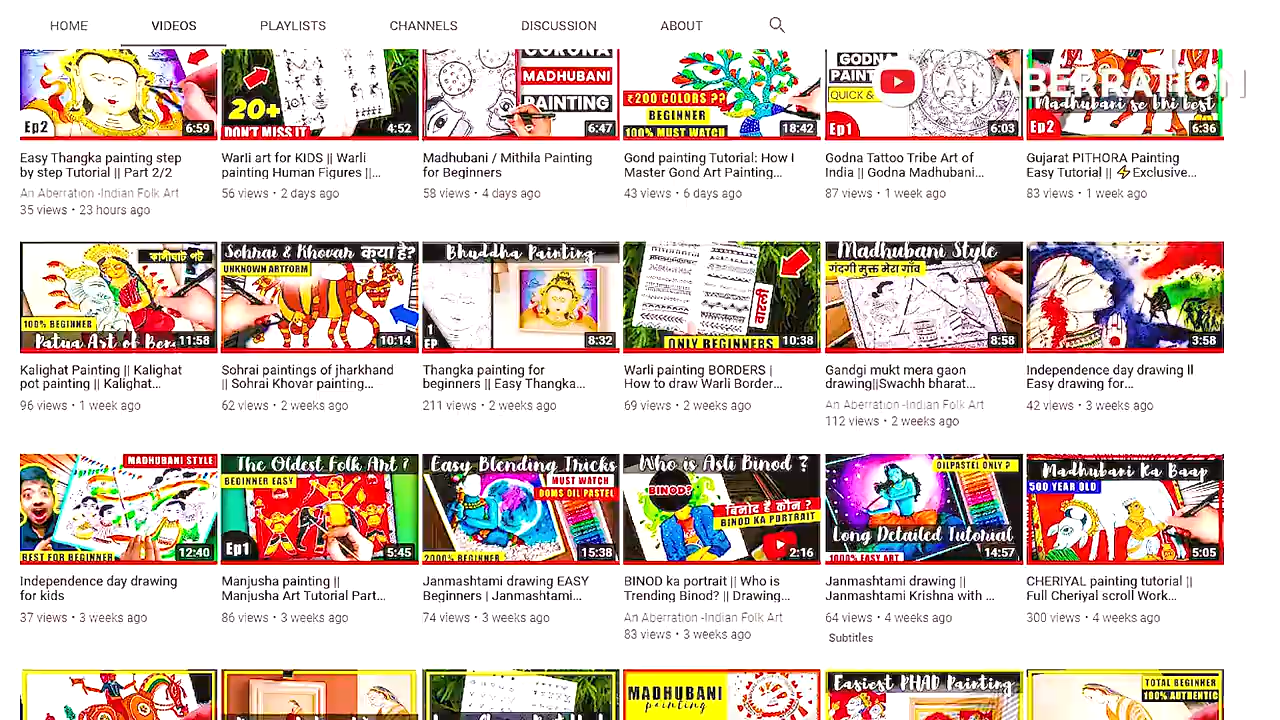 HOME VIDEOS PLAYLISTS CHANNELS DISCUSSION ABOUT
ANABERRATION
Ep2
6:59
20+
DON'T MISS IT
4:52
CORONA
MADHUBANI
PAINTING
6:47
₹200 COLORS ??
BEGINNER
100% MUST WATCH
18:42
GODNA
PAINT
QUICK &
Ep1
6:03
Madhubani se bhi best
Ep2
6:36
Easy Thangka painting step
by step Tutorial || Part 2/2
An Aberration -Indian Folk Art
35 views • 23 hours ago
Warli art for KIDS || Warli
painting Human Figures ||...
56 views • 2 days ago
Madhubani / Mithila Painting
for Beginners
58 views • 4 days ago
Gond painting Tutorial: How I
Master Gond Art Painting...
43 views • 6 days ago
Godna Tattoo Tribe Art of
India || Godna Madhubani...
87 views • 1 week ago
Gujarat PITHORA Painting
Easy Tutorial || ⚡Exclusive...
83 views • 1 week ago
কালীঘাট পট
100% BEGINNER
Patua Art of Ben
11:58
Sohrai & Khovar क्या है?
UNKNOWN ARTFORM
10:14
Bhuddha Painting
1
EP
8:32
वारली
ONLY BEGINNERS
10:38
Madhubani Style
गंदगी मुक्त मेरा गाँव
8:58
3:58
Kalighat Painting || Kalighat
pot painting || Kalighat...
96 views • 1 week ago
Sohrai paintings of jharkhand
|| Sohrai Khovar painting...
62 views • 2 weeks ago
Thangka painting for
beginners || Easy Thangka...
211 views • 2 weeks ago
Warli painting BORDERS |
How to draw Warli Border...
69 views • 2 weeks ago
Gandgi mukt mera gaon
drawing||Swachh bharat...
An Aberration -Indian Folk Art
112 views • 2 weeks ago
Independence day drawing ll
Easy drawing for...
42 views • 3 weeks ago
MADHUBANI STYLE
BEST FOR BEGINNER
12:40
The Oldest Folk Art ?
BEGINNER EASY
Ep1
5:45
Easy Blending Tricks
MUST WATCH
DOMS OIL PASTEL
2000% BEGINNER
15:38
Who is Asli Binod ?
BINOD?
बिनोद है कौन ?
BINOD KA PORTRAIT
2:16
OILPASTEL ONLY ?
Long Detailed Tutorial
1000% EASY ART
14:57
Madhubani Ka Baap
500 YEAR OLD
5:05
Independence day drawing
for kids
37 views • 3 weeks ago
Manjusha painting ||
Manjusha Art Tutorial Part...
86 views • 3 weeks ago
Janmashtami drawing EASY
Beginners | Janmashtami...
74 views • 3 weeks ago
BINOD ka portrait || Who is
Trending Binod? || Drawing...
An Aberration -Indian Folk Art
83 views • 3 weeks ago
Janmashtami drawing ||
Janmashtami Krishna with ...
64 views • 4 weeks ago
Subtitles
CHERIYAL painting tutorial ||
Full Cheriyal scroll Work...
300 views • 4 weeks ago
MADHUBANI
painting
Easiest PHAD Painting
TOTAL BEGINNER
100% AUTHENTIC